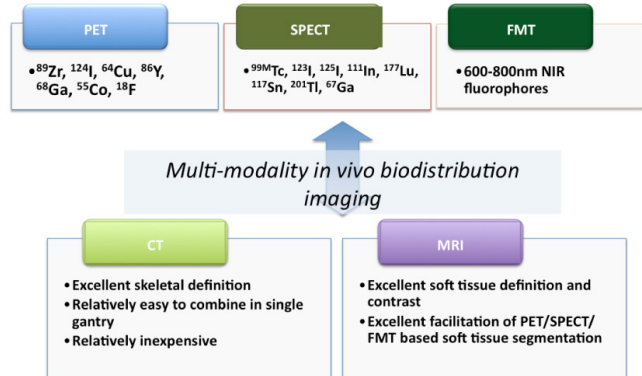 PET
•⁸⁹Zr, ¹²⁴I, ⁶⁴Cu, ⁸⁶Y,
⁶⁸Ga, ⁵⁵Co, ¹⁸F
SPECT
•⁹⁹ᴹTc, ¹²³I, ¹²⁵I, ¹¹¹In, ¹⁷⁷Lu,
¹¹⁷Sn, ²⁰¹Tl, ⁶⁷Ga
FMT
•600-800nm NIR
fluorophores
Multi-modality in vivo biodistribution
imaging
CT
•Excellent skeletal definition
•Relatively easy to combine in single
gantry
•Relatively inexpensive
MRI
•Excellent soft tissue definition and
contrast
•Excellent facilitation of PET/SPECT/
FMT based soft tissue segmentation